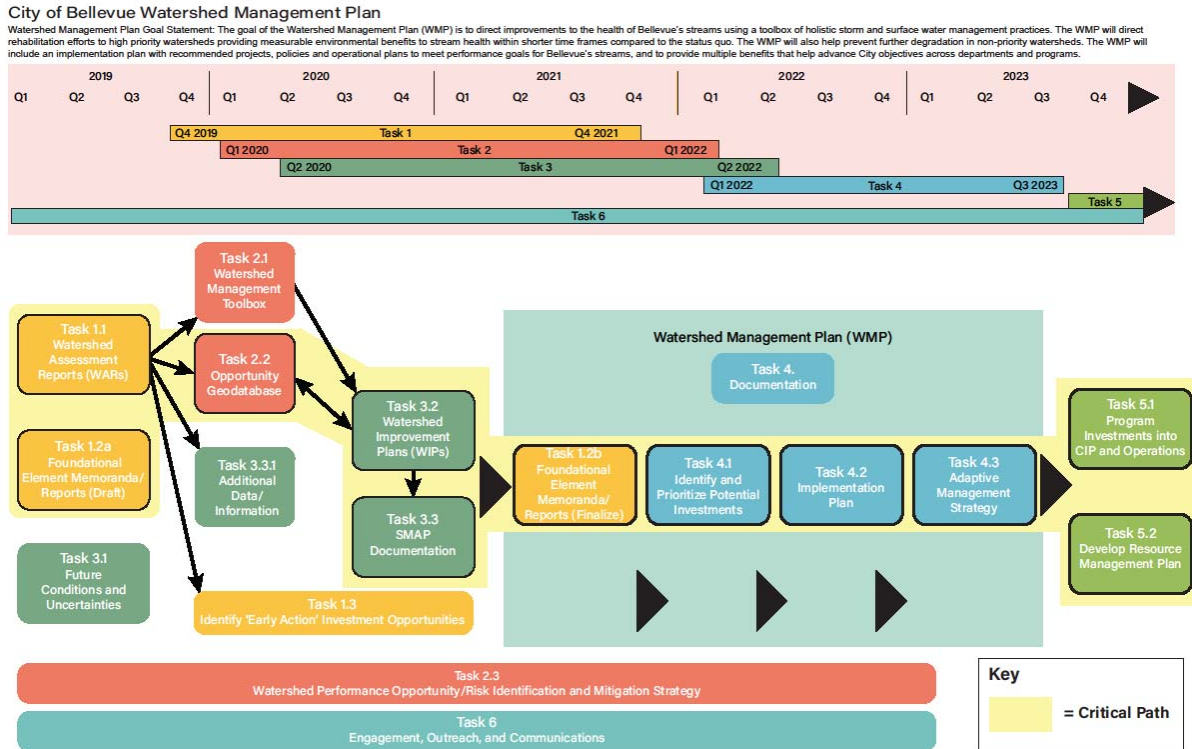 City of Bellevue Watershed Management Plan
Watershed Management Plan Goal Statement: The goal of the Watershed Management Plan (WMP) is to direct improvements to the health of Bellevue's streams using a toolbox of holistic storm and surface water management practices. The WMP will direct
rehabilitation efforts to high priority watersheds providing measurable environmental benefits to stream health within shorter time frames compared to the status quo. The WMP will also help prevent further degradation in non-priority watersheds. The WMP will
include an implementation plan with recommended projects, policies and operational plans to meet performance goals for Bellevue's streams, and to provide multiple benefits that help advance City objectives across departments and programs.
2019 2020 2021 2022 2023
Q1 Q2 Q3 Q4 Q1 Q2 Q3 Q4 Q1 Q2 Q3 Q4 Q1 Q2 Q3 Q4 Q1 Q2 Q3 Q4
Q4 2019 Task 1 Q4 2021
Q1 2020 Task 2 Q1 2022
Q2 2020 Task 3 Q2 2022
Q1 2022 Task 4 Q3 2023
Task 5
Task 6
Task 2.1
Watershed
Management
Toolbox
Task 1.1
Watershed
Assessment
Reports (WARs)
Task 2.2
Opportunity
Geodatabase
Task 1.2a
Foundational
Element Memoranda/
Reports (Draft)
Task 3.3.1
Additional
Data/
Information
Task 3.1
Future
Conditions and
Uncertainties
Task 3.2
Watershed
Improvement
Plans (WIPs)
Task 3.3
SMAP
Documentation
Task 1.3
Identify 'Early Action' Investment Opportunities
Watershed Management Plan (WMP)
Task 4.
Documentation
Task 1.2b
Foundational
Element
Memoranda/
Reports (Finalize)
Task 4.1
Identify and
Prioritize Potential
Investments
Task 4.2
Implementation
Plan
Task 4.3
Adaptive
Management
Strategy
Task 5.1
Program
Investments into
CIP and Operations
Task 5.2
Develop Resource
Management Plan
Task 2.3
Watershed Performance Opportunity/Risk Identification and Mitigation Strategy
Task 6
Engagement, Outreach, and Communications
Key
= Critical Path